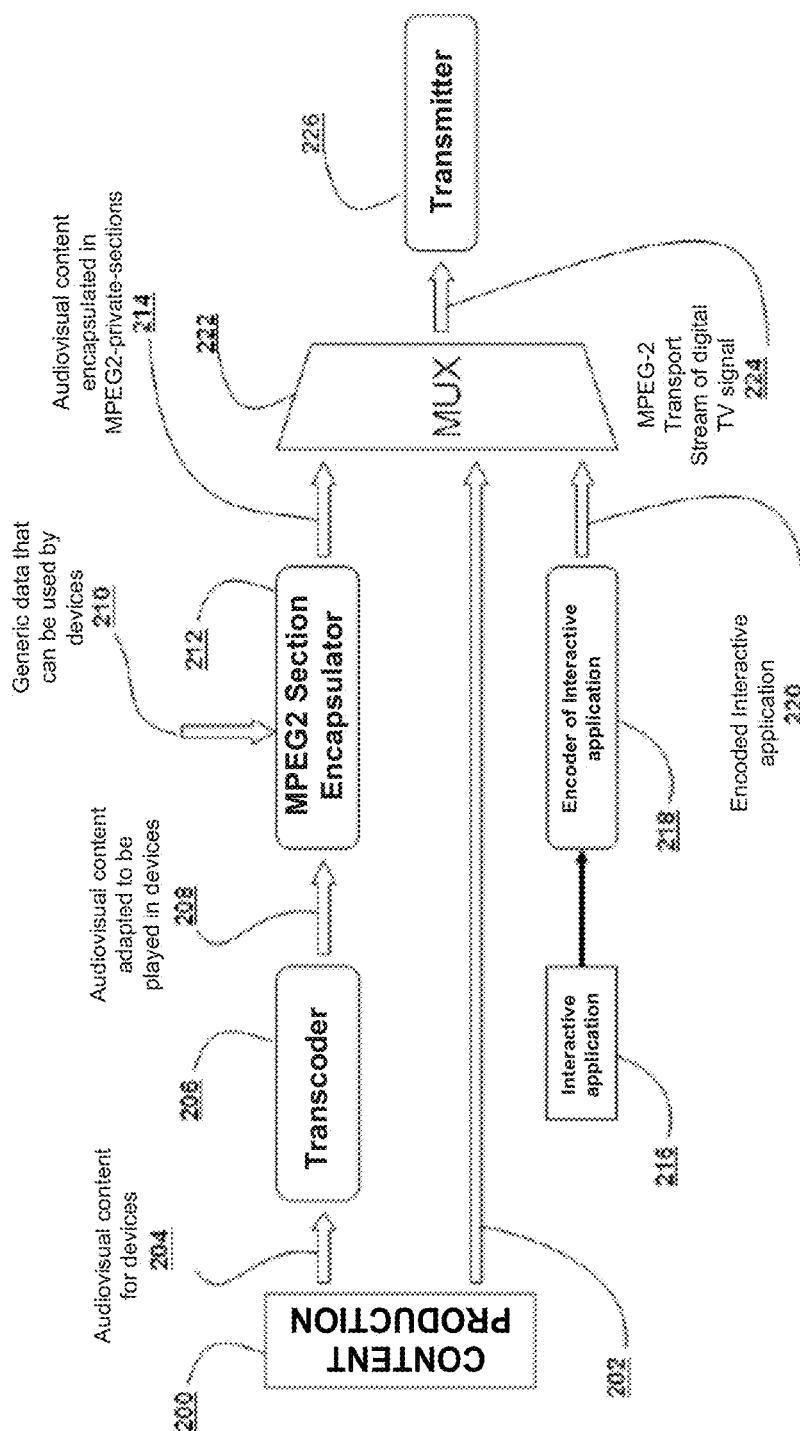 CONTENT
PRODUCTION
200
202
Audiovisual content
for devices
204
Transcoder
206
Audiovisual content
adapted to be
played in devices
208
Generic data that
can be used by
devices
210
MPEG2 Section
Encapsulator
212
Audiovisual content
encapsulated in
MPEG2-private-sections
214
Interactive
application
216
Encoder of Interactive
application
218
Encoded Interactive
application
220
MUX
222
MPEG-2
Transport
Stream of digital
TV signal
224
Transmitter
226